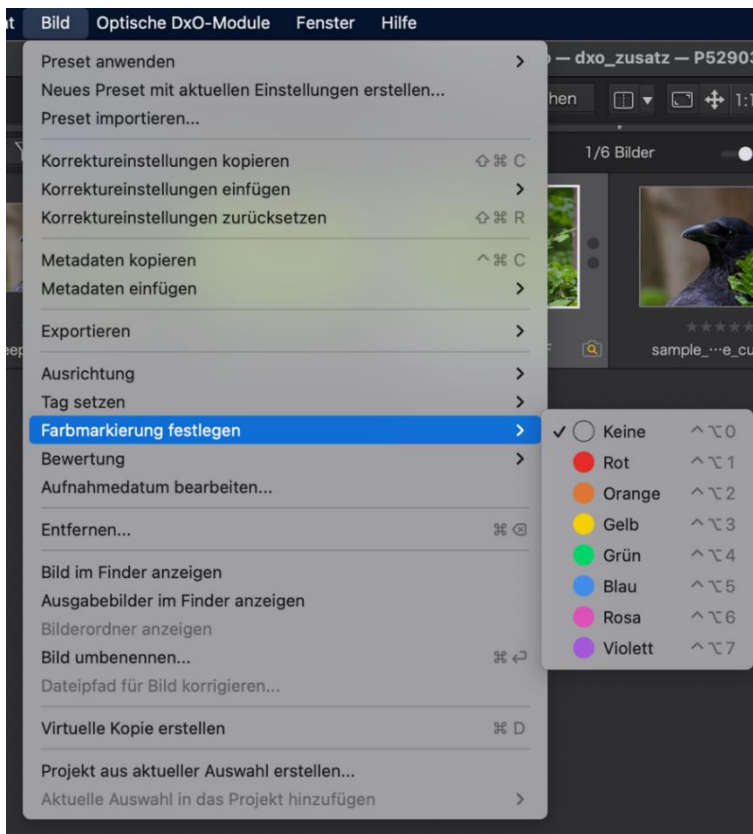 Bild Optische DxO-Module Fenster Hilfe
— dxo_zusatz — P52903
Preset anwenden
Neues Preset mit aktuellen Einstellungen erstellen...
Preset importieren...
1:1
1/6 Bilder
Korrektureinstellungen kopieren ⇧ ⌘ C
Korrektureinstellungen einfügen
Korrektureinstellungen zurücksetzen ⇧ ⌘ R
Metadaten kopieren ^ ⌘ C
Metadaten einfügen
Exportieren
sample_···e_cu
Ausrichtung
Tag setzen
Farbmarkierung festlegen
Bewertung
Aufnahmedatum bearbeiten...
Entfernen... ⌘ ⌫
Bild im Finder anzeigen
Ausgabebilder im Finder anzeigen
Bilderordner anzeigen
Bild umbenennen... ⌘ ↩
Dateipfad für Bild korrigieren...
Virtuelle Kopie erstellen ⌘ D
Projekt aus aktueller Auswahl erstellen...
Aktuelle Auswahl in das Projekt hinzufügen
✓ Keine ^⌥0
Rot ^⌥1
Orange ^⌥2
Gelb ^⌥3
Grün ^⌥4
Blau ^⌥5
Rosa ^⌥6
Violett ^⌥7